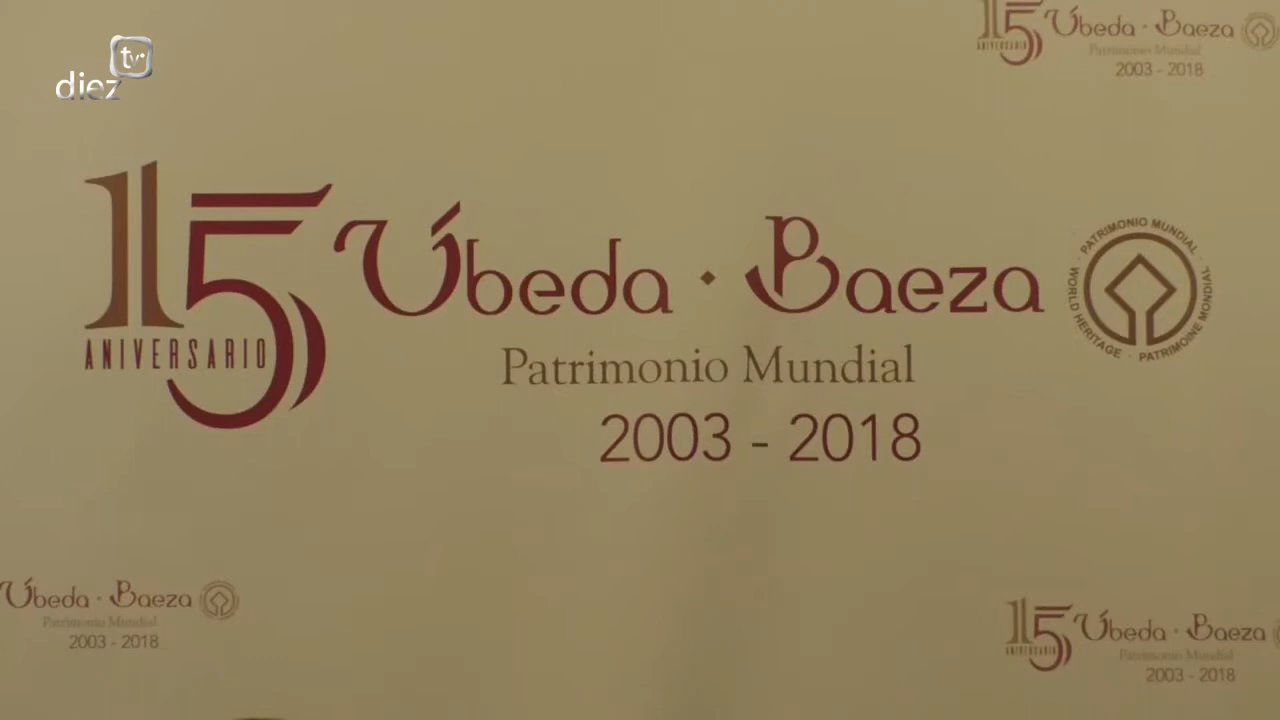 diez tv
15 Úbeda · Baeza
Patrimonio Mundial
2003 - 2018
15 Úbeda · Baeza
ANIVERSARIO
Patrimonio Mundial
2003 - 2018
· PATRIMONIO MUNDIAL · WORLD HERITAGE · PATRIMOINE MONDIAL
Úbeda · Baeza
Patrimonio Mundial
2003 - 2018
15 Úbeda · Baeza
ANIVERSARIO
Patrimonio Mundial
2003 - 2018